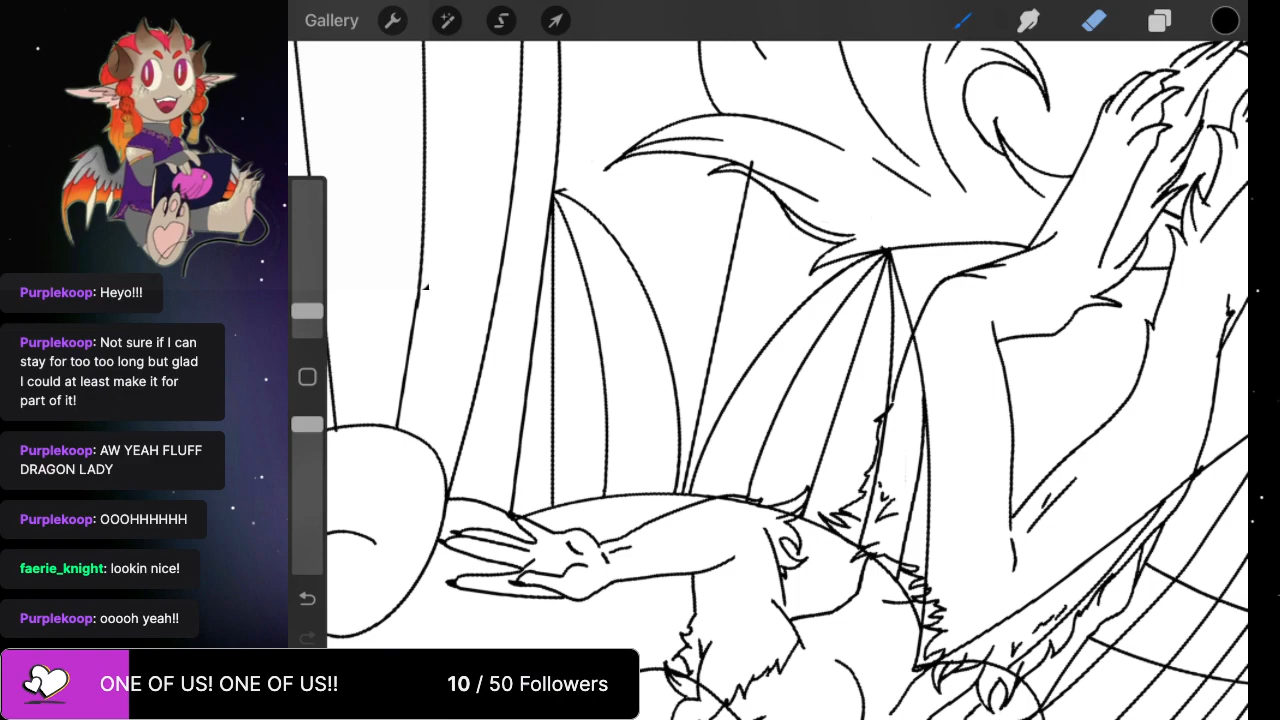 Gallery
Purplekoop: Heyo!!!
Purplekoop: Not sure if I can
stay for too too long but glad
I could at least make it for
part of it!
Purplekoop: AW YEAH FLUFF
DRAGON LADY
Purplekoop: OOOHHHHHH
faerie_knight: lookin nice!
Purplekoop: ooooh yeah!!
ONE OF US! ONE OF US!! 10 / 50 Followers